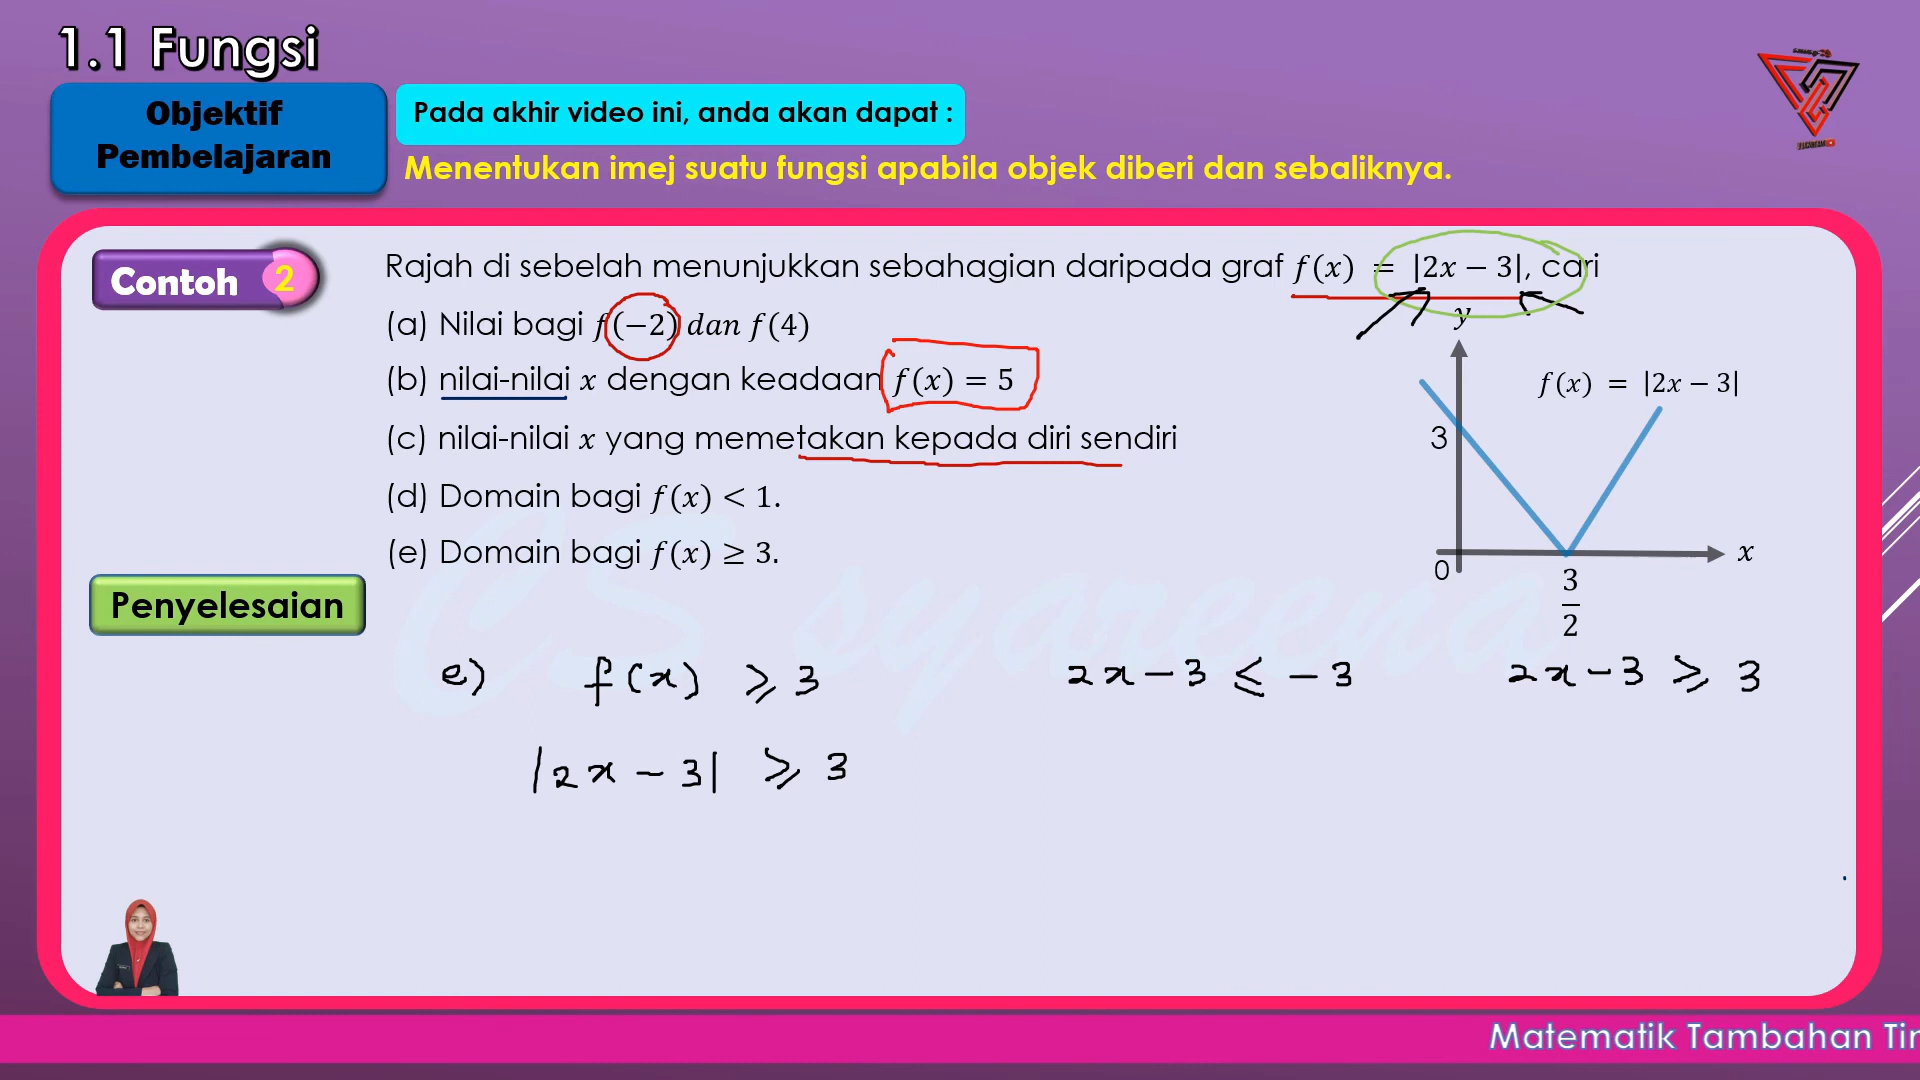 1.1 Fungsi
Objektif
Pembelajaran
Pada akhir video ini, anda akan dapat :
Menentukan imej suatu fungsi apabila objek diberi dan sebaliknya.
Contoh 2
Rajah di sebelah menunjukkan sebahagian daripada graf f(x) = |2x − 3|, cari
(a) Nilai bagi f(−2) dan f(4)
(b) nilai-nilai x dengan keadaan f(x) = 5
(c) nilai-nilai x yang memetakan kepada diri sendiri
(d) Domain bagi f(x) < 1.
(e) Domain bagi f(x) ≥ 3.
y
f(x) = |2x − 3|
3
0
x
3
2
Penyelesaian
CS syareena
e) f(x) ≥ 3
2x − 3 ≤ −3
2x − 3 ≥ 3
|2x − 3| ≥ 3
Matematik Tambahan Tin